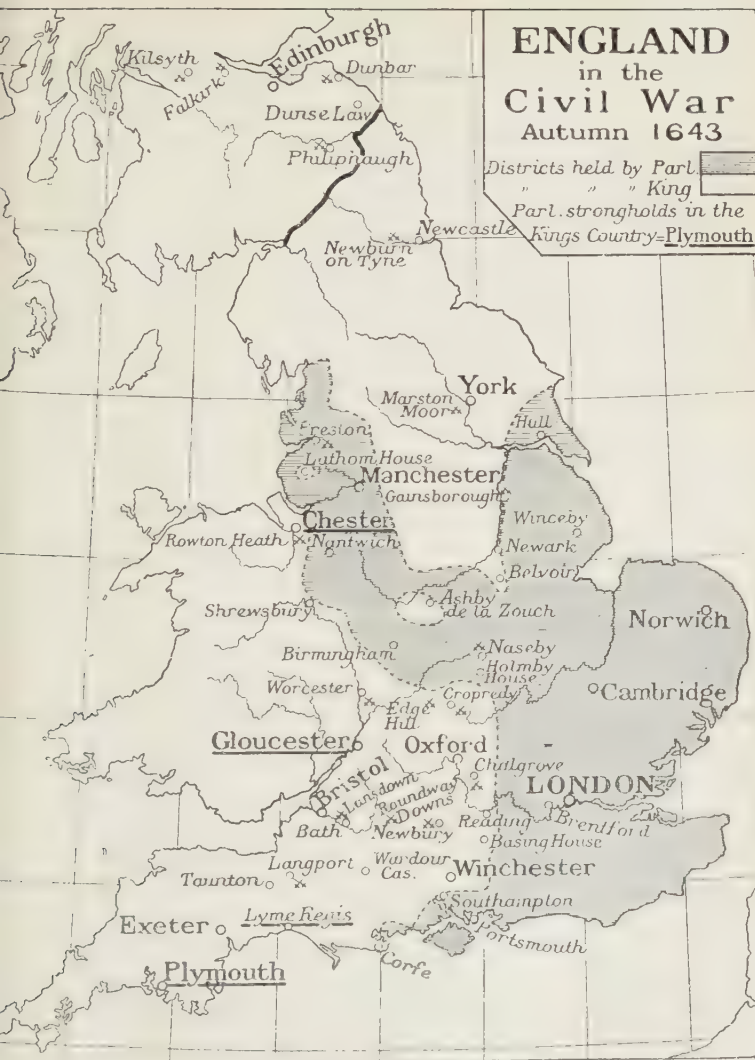 ENGLAND
in the
Civil War
Autumn 1643
Districts held by Parl.
" " " King
Parl. strongholds in the
Kings Country=Plymouth
Kilsyth
Edinburgh
Falkirk
Dunbar
Dunse Law
Philiphaugh
Newcastle
Newburn
on Tyne
York
Marston
Moor
Hull
Preston
Lathom House
Manchester
Gainsborough
Chester
Winceby
Rowton Heath
Nantwich
Newark
Belvoir
Ashby
de la Zouch
Shrewsbury
Norwich
Birmingham
Naseby
Holmby
House
Worcester
Cropredy
Cambridge
Edge
Hill
Gloucester
Oxford
Chalgrove
Bristol
Lansdown
Roundway
Downs
LONDON
Bath
Newbury
Reading
Brentford
Basing House
Langport
Wardour
Cas.
Winchester
Taunton
Southampton
Exeter
Lyme Regis
Portsmouth
Corfe
Plymouth